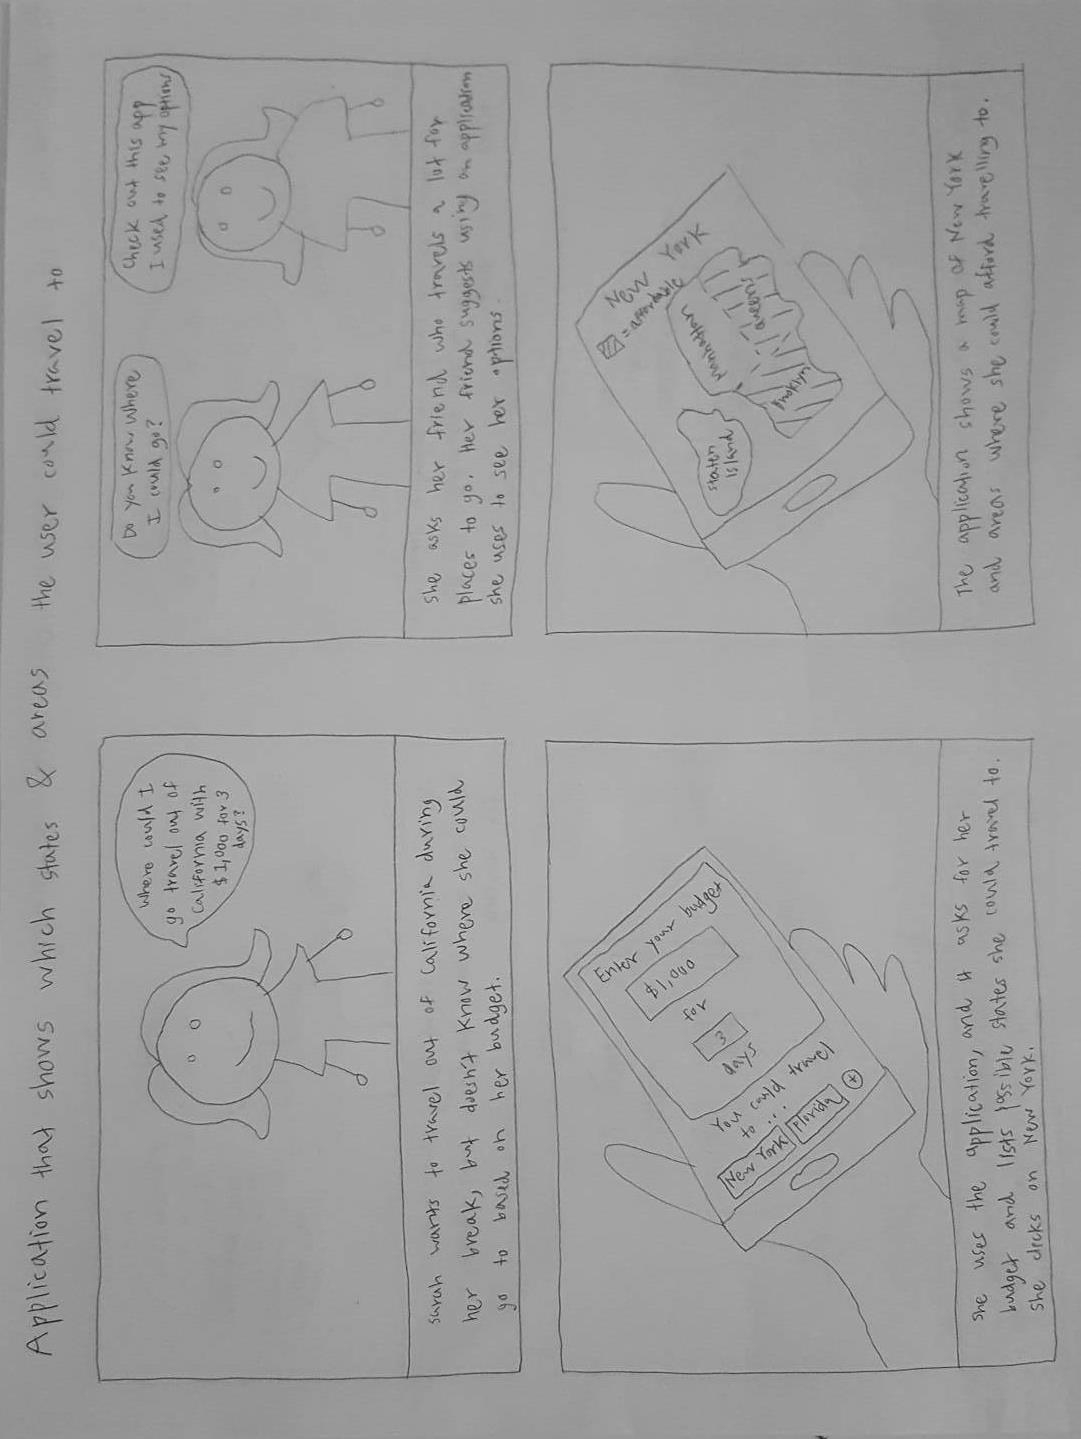 Application that shows which states & areas the user could travel to
Where could I
go travel out of
California with
$1,000 for 3
days?
Sarah wants to travel out of California during
her break, but doesn't know where she could
go to based on her budget.
Do you know where
I could go?
Check out this app
I used to see my options
She asks her friend who travels a lot for
places to go. Her friend suggests using an application
she uses to see her options.
Enter your budget
$1,000
for
3
days
You could travel
to...
New York
Florida
She uses the application, and it asks for her
budget and lists possible states she could travel to.
She clicks on New York.
New York
= affordable
Staten
Island
Manhattan
Queens
Brooklyn
The application shows a map of New York
and areas where she could afford travelling to.